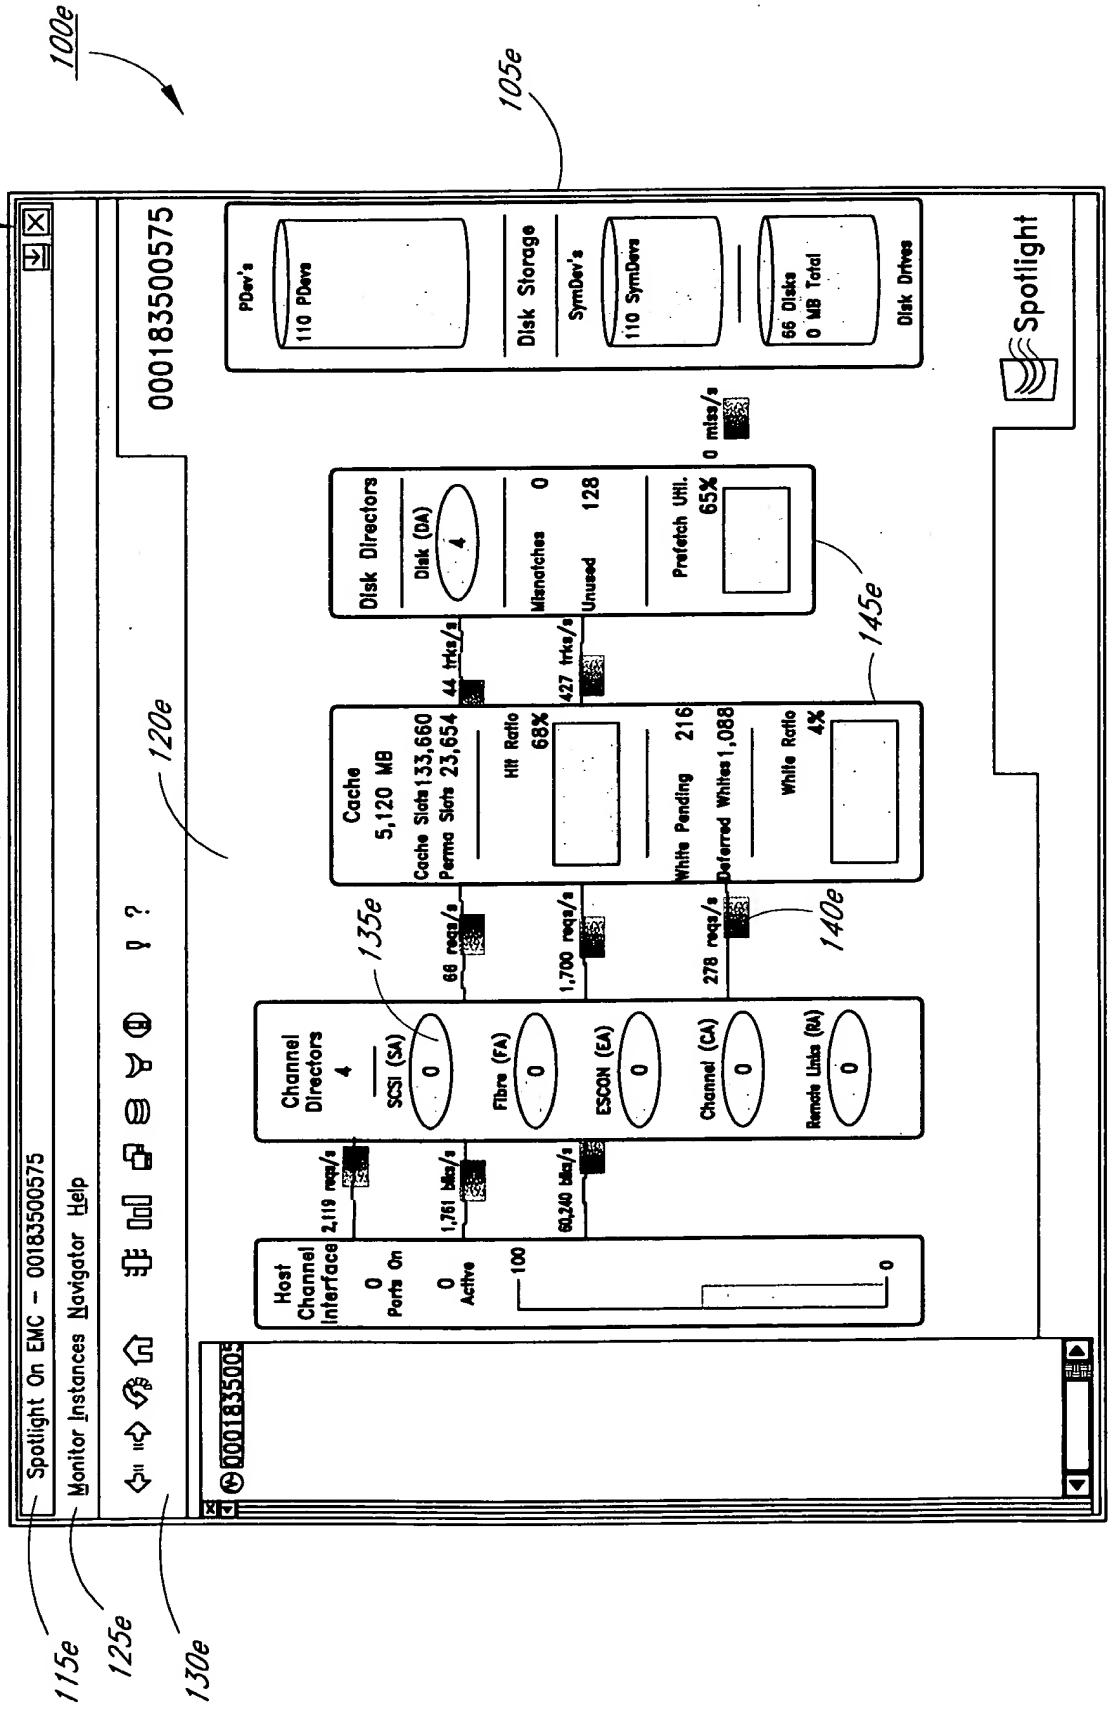 100e
105e
115e
125e
130e
120e
135e
140e
145e
Spotlight On EMC – 00183500575
Monitor Instances Navigator Help
? 
000183500575
00018350057
Host
Channel
Interface
0
Ports On
0
Active
100
0
2,119 reqs/s
1,761 blks/s
60,240 blks/s
Channel
Directors
4
SCSI (SA)
0
Fibre (FA)
0
ESCON (EA)
0
Channel (CA)
0
Remote Links (RA)
0
66 reqs/s
1,700 reqs/s
278 reqs/s
Cache
5,120 MB
Cache Slots 133,660
Perma Slots 23,654
Hit Ratio
68%
White Pending 216
Deferred Whites 1,088
White Ratio
4%
44 trks/s
427 trks/s
Disk Directors
Disk (DA)
4
Mismatches 0
Unused 128
Prefetch Util.
65%
0 miss/s
PDev's
110 PDevs
Disk Storage
SymDev's
110 SymDevs
66 Disks
0 MB Total
Disk Drives
Spotlight